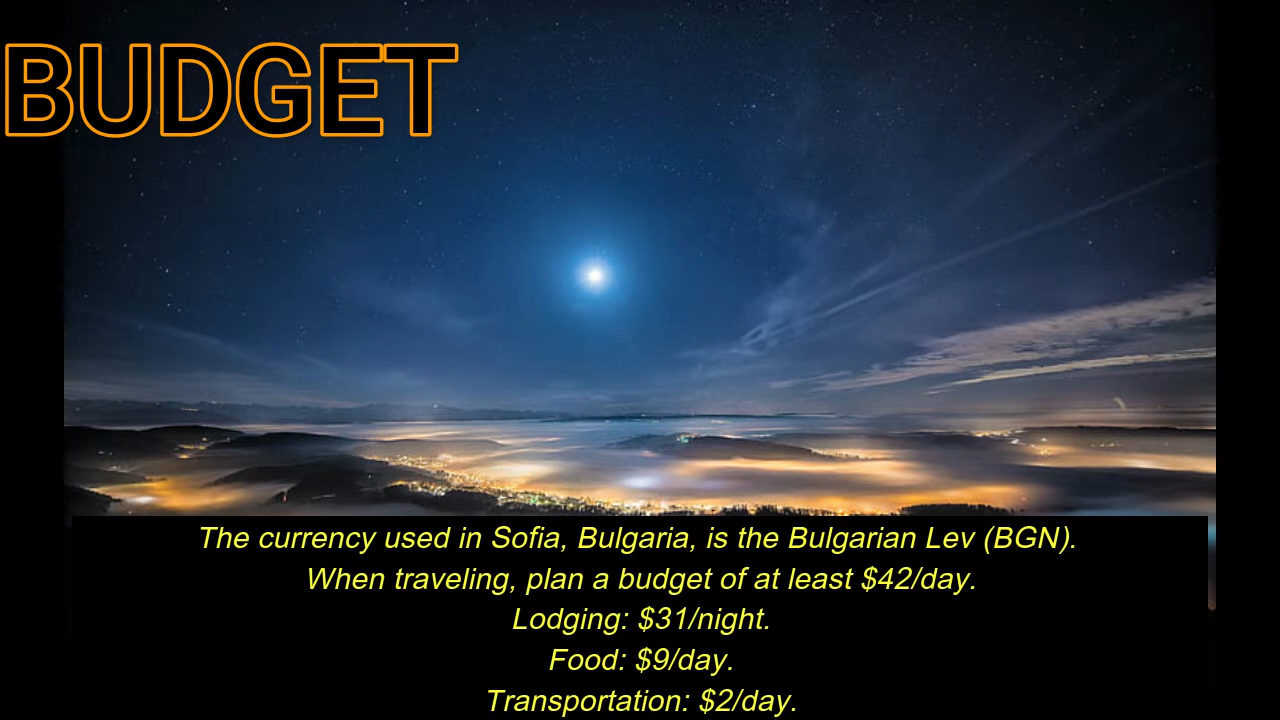 BUDGET
The currency used in Sofia, Bulgaria, is the Bulgarian Lev (BGN).
When traveling, plan a budget of at least $42/day.
Lodging: $31/night.
Food: $9/day.
Transportation: $2/day.